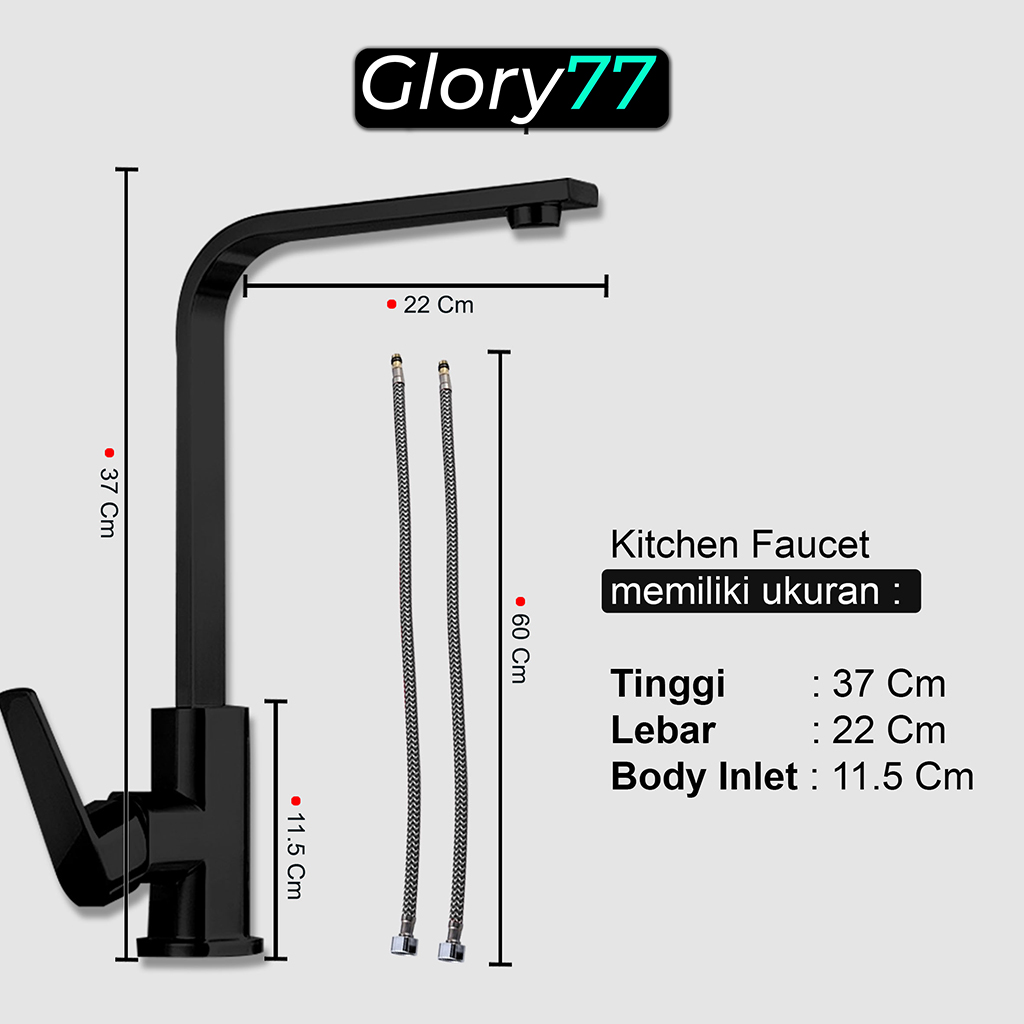 Glory77
22 Cm
37 Cm
60 Cm
11.5 Cm
Kitchen Faucet
memiliki ukuran :
Tinggi : 37 Cm
Lebar : 22 Cm
Body Inlet : 11.5 Cm